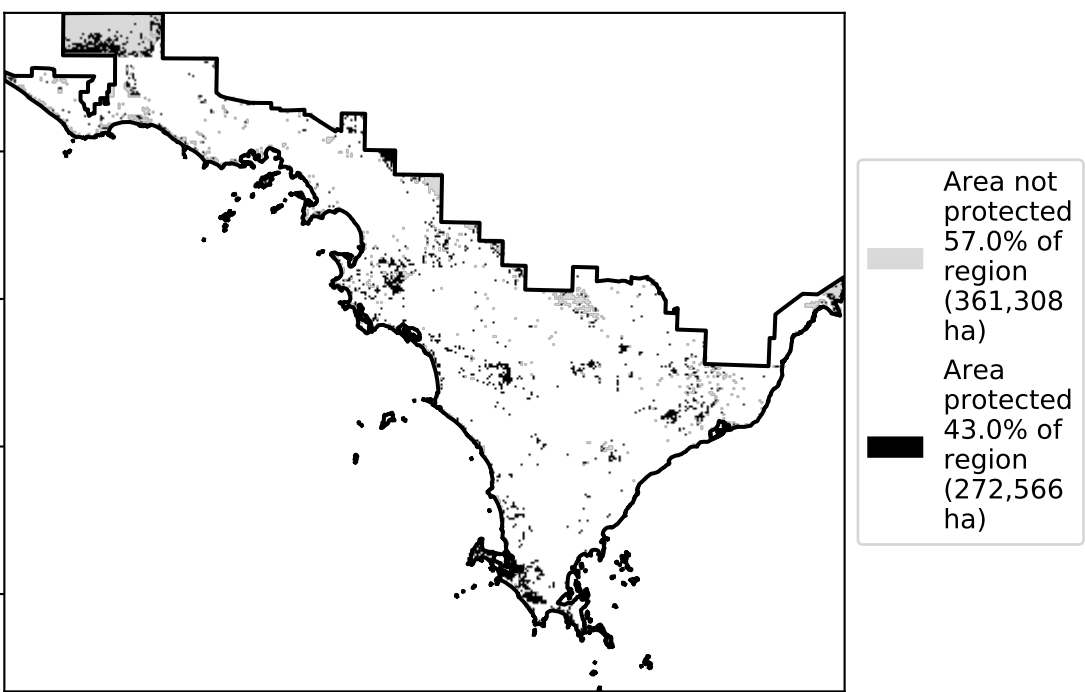 Area not
protected
57.0% of
region
(361,308
ha)
Area
protected
43.0% of
region
(272,566
ha)